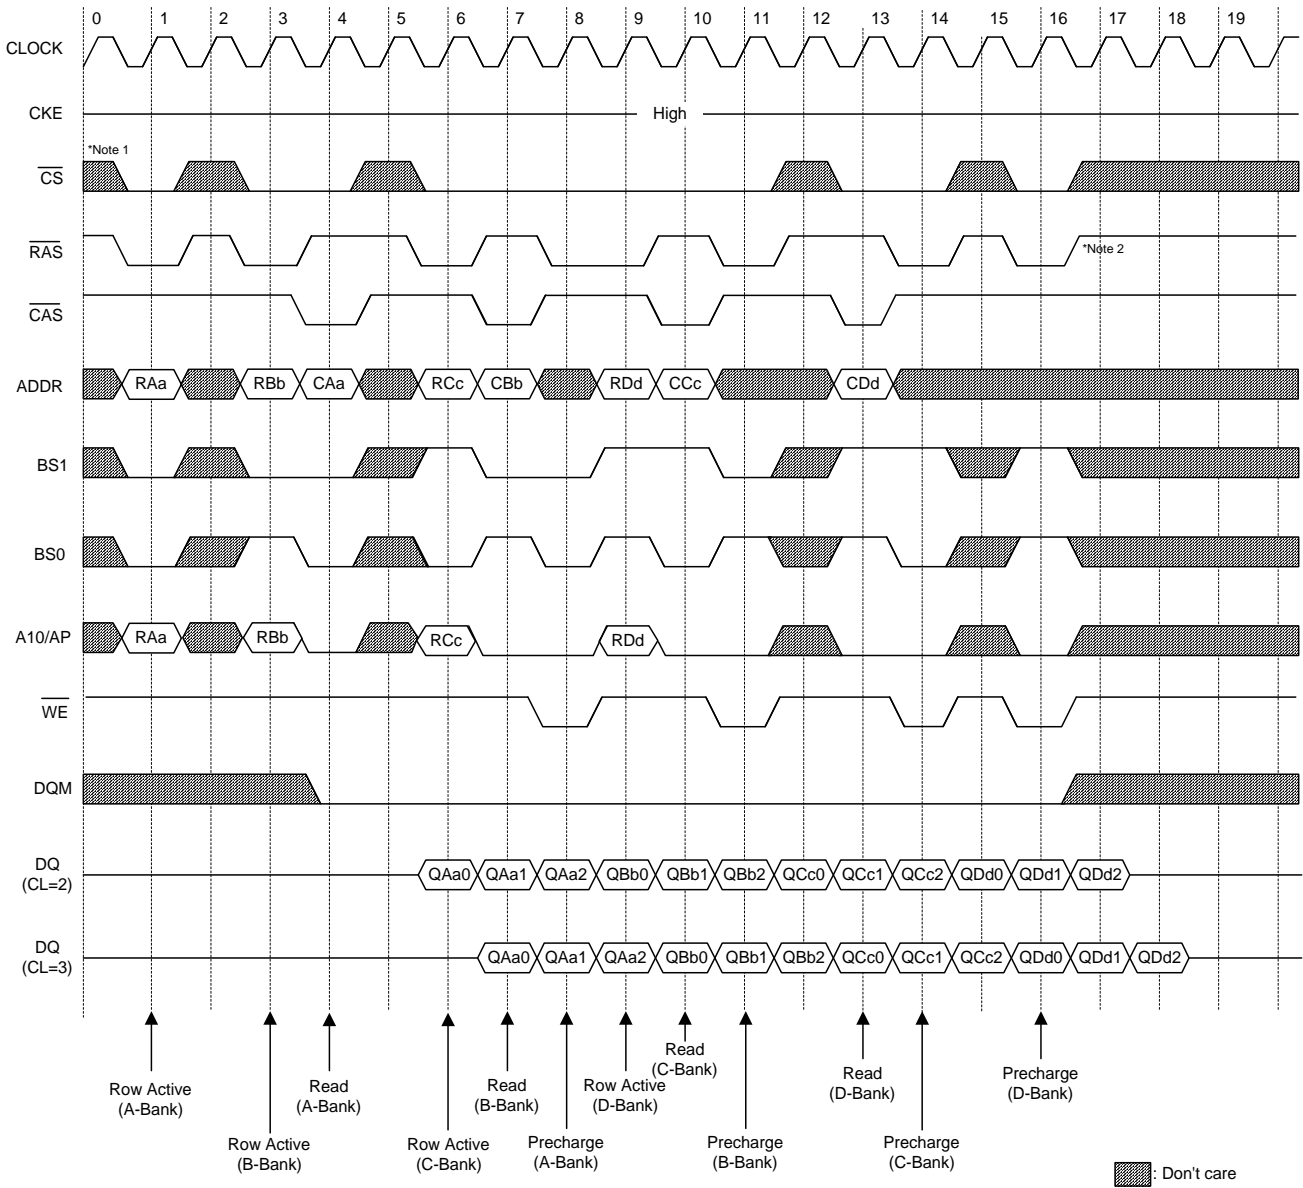 0 1 2 3 4 5 6 7 8 9 10 11 12 13 14 15 16 17 18 19
CLOCK
CKE High
*Note 1
CS
RAS *Note 2
CAS
ADDR RAa RBb CAa RCc CBb RDd CCc CDd
BS1
BS0
A10/AP RAa RBb RCc RDd
WE
DQM
DQ
(CL=2) QAa0 QAa1 QAa2 QBb0 QBb1 QBb2 QCc0 QCc1 QCc2 QDd0 QDd1 QDd2
DQ
(CL=3) QAa0 QAa1 QAa2 QBb0 QBb1 QBb2 QCc0 QCc1 QCc2 QDd0 QDd1 QDd2
Row Active
(A-Bank)
Row Active
(B-Bank)
Read
(A-Bank)
Row Active
(C-Bank)
Read
(B-Bank)
Precharge
(A-Bank)
Row Active
(D-Bank)
Read
(C-Bank)
Precharge
(B-Bank)
Read
(D-Bank)
Precharge
(C-Bank)
Precharge
(D-Bank)
: Don't care